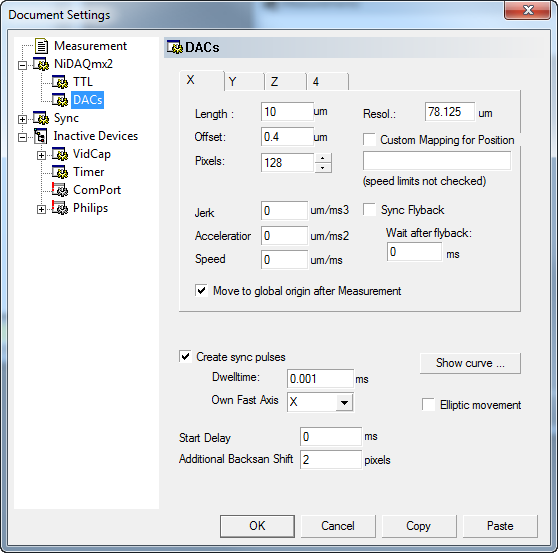 Document Settings
Measurement
NiDAQmx2
TTL
DACs
Sync
Inactive Devices
VidCap
Timer
ComPort
Philips
DACs
X Y Z 4
Length : 10 um Resol.: 78.125 um
Offset: 0.4 um Custom Mapping for Position
Pixels: 128
(speed limits not checked)
Jerk 0 um/ms3 Sync Flyback
Acceleratior 0 um/ms2 Wait after flyback:
Speed 0 um/ms 0 ms
Move to global origin after Measurement
Create sync pulses Show curve ...
Dwelltime: 0.001 ms
Own Fast Axis X Elliptic movement
Start Delay 0 ms
Additional Backsan Shift 2 pixels
OK Cancel Copy Paste